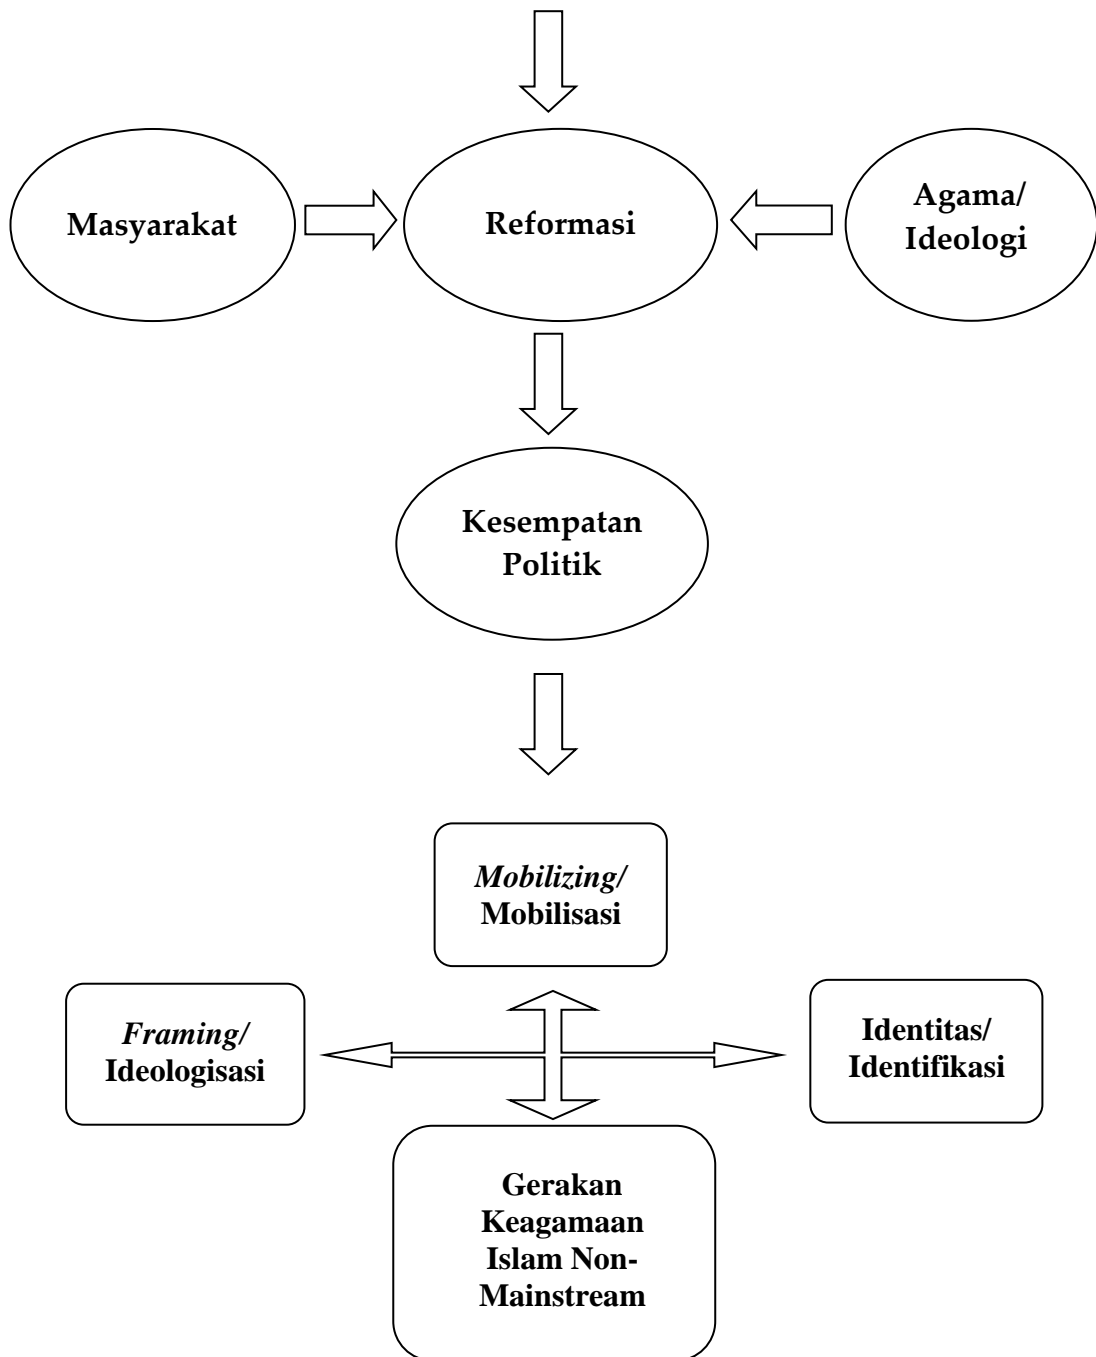 Masyarakat
Reformasi
Agama/
Ideologi
Kesempatan
Politik
Mobilizing/
Mobilisasi
Framing/
Ideologisasi
Identitas/
Identifikasi
Gerakan
Keagamaan
Islam Non-
Mainstream